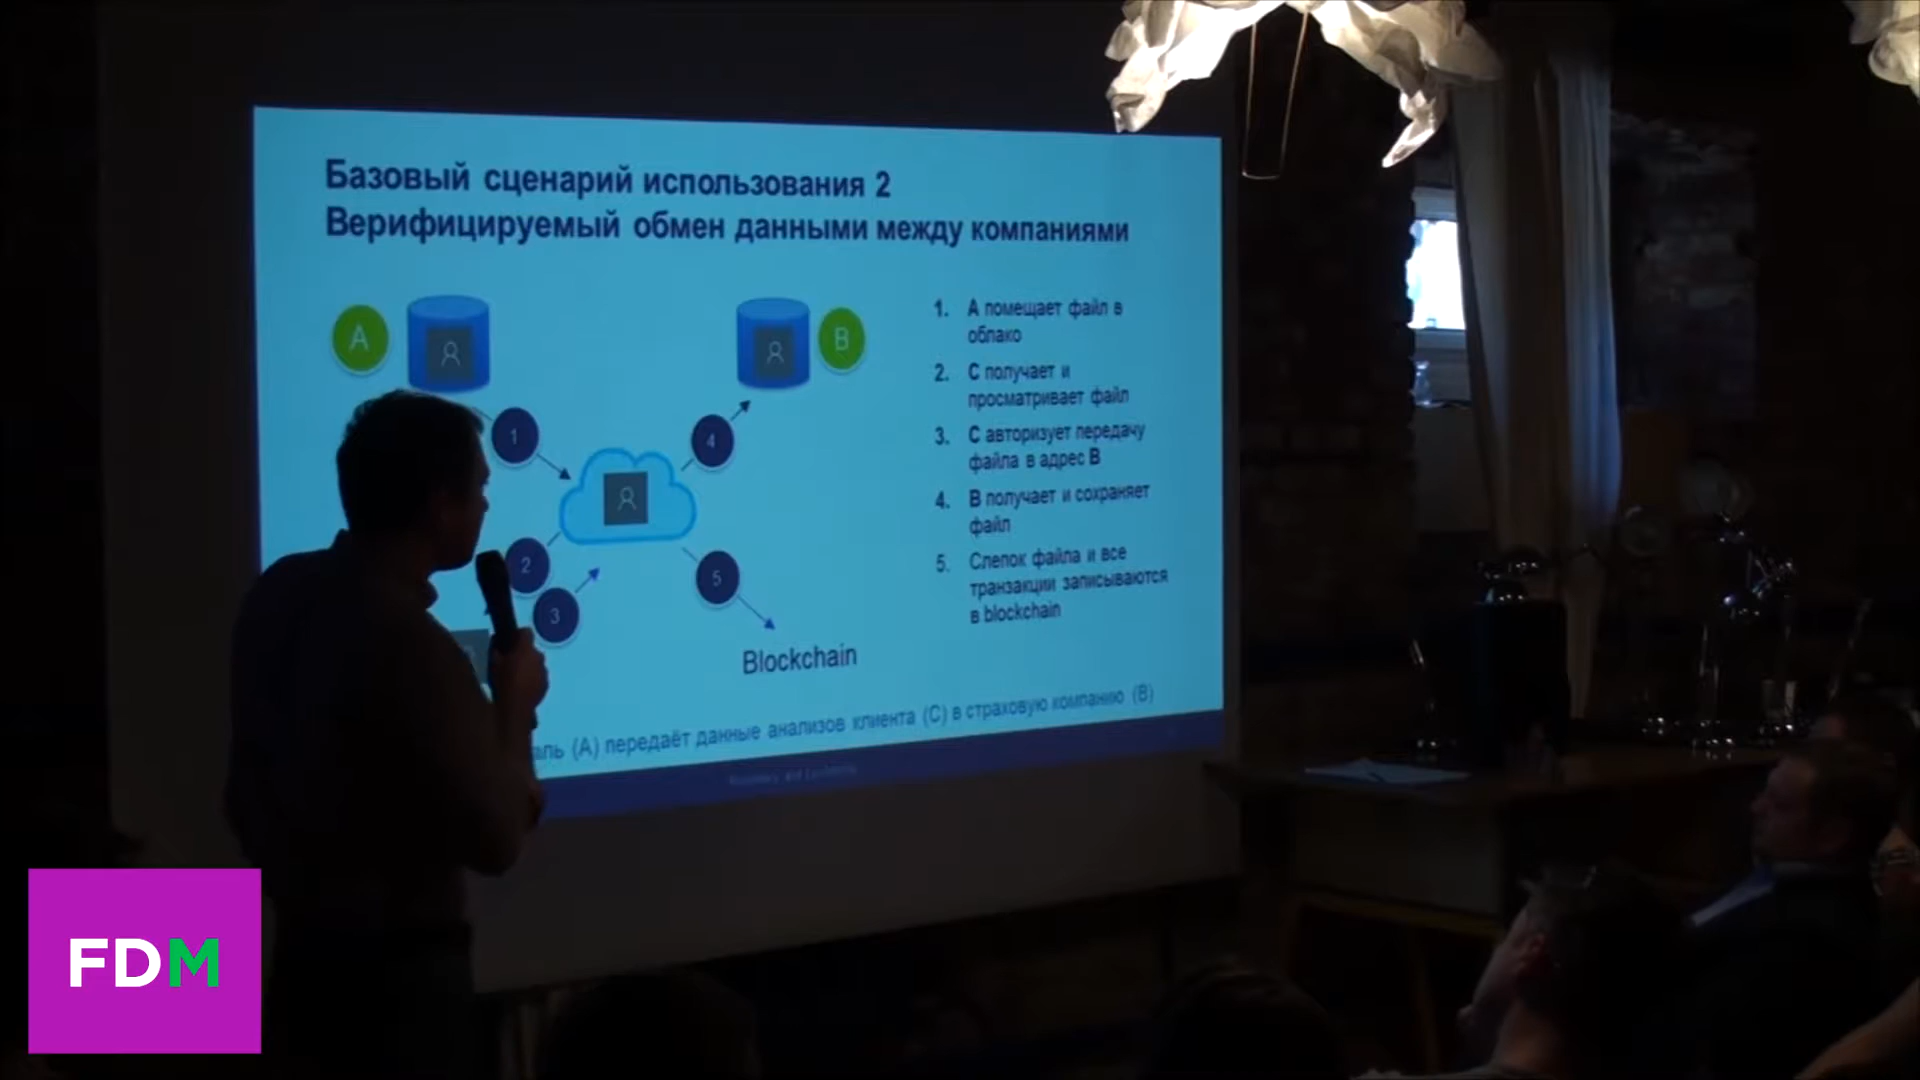 Базовый сценарий использования 2
Верифицируемый обмен данными между компаниями
A
B
1
4
2
3
5
Blockchain
1. А помещает файл в
облако
2. С получает и
просматривает файл
3. С авторизует передачу
файла в адрес В
4. В получает и сохраняет
файл
5. Слепок файла и все
транзакции записываются
в blockchain
(А) передаёт данные анализов клиента (С) в страховую компанию (В)
FDM